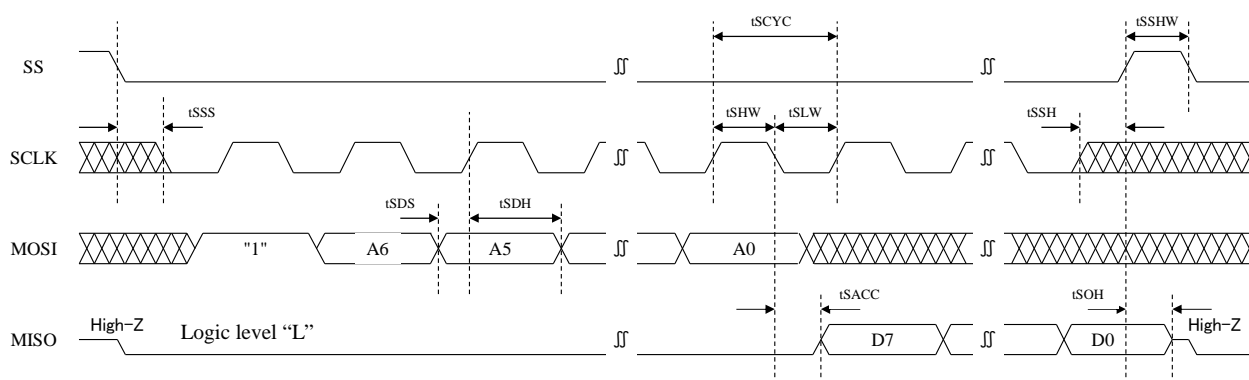 tSCYC
tSSHW
SS
tSSS
tSHW
tSLW
tSSH
SCLK
tSDS
tSDH
MOSI
"1"
A6
A5
A0
tSACC
tSOH
High-Z
Logic level “L”
High-Z
MISO
D7
D0